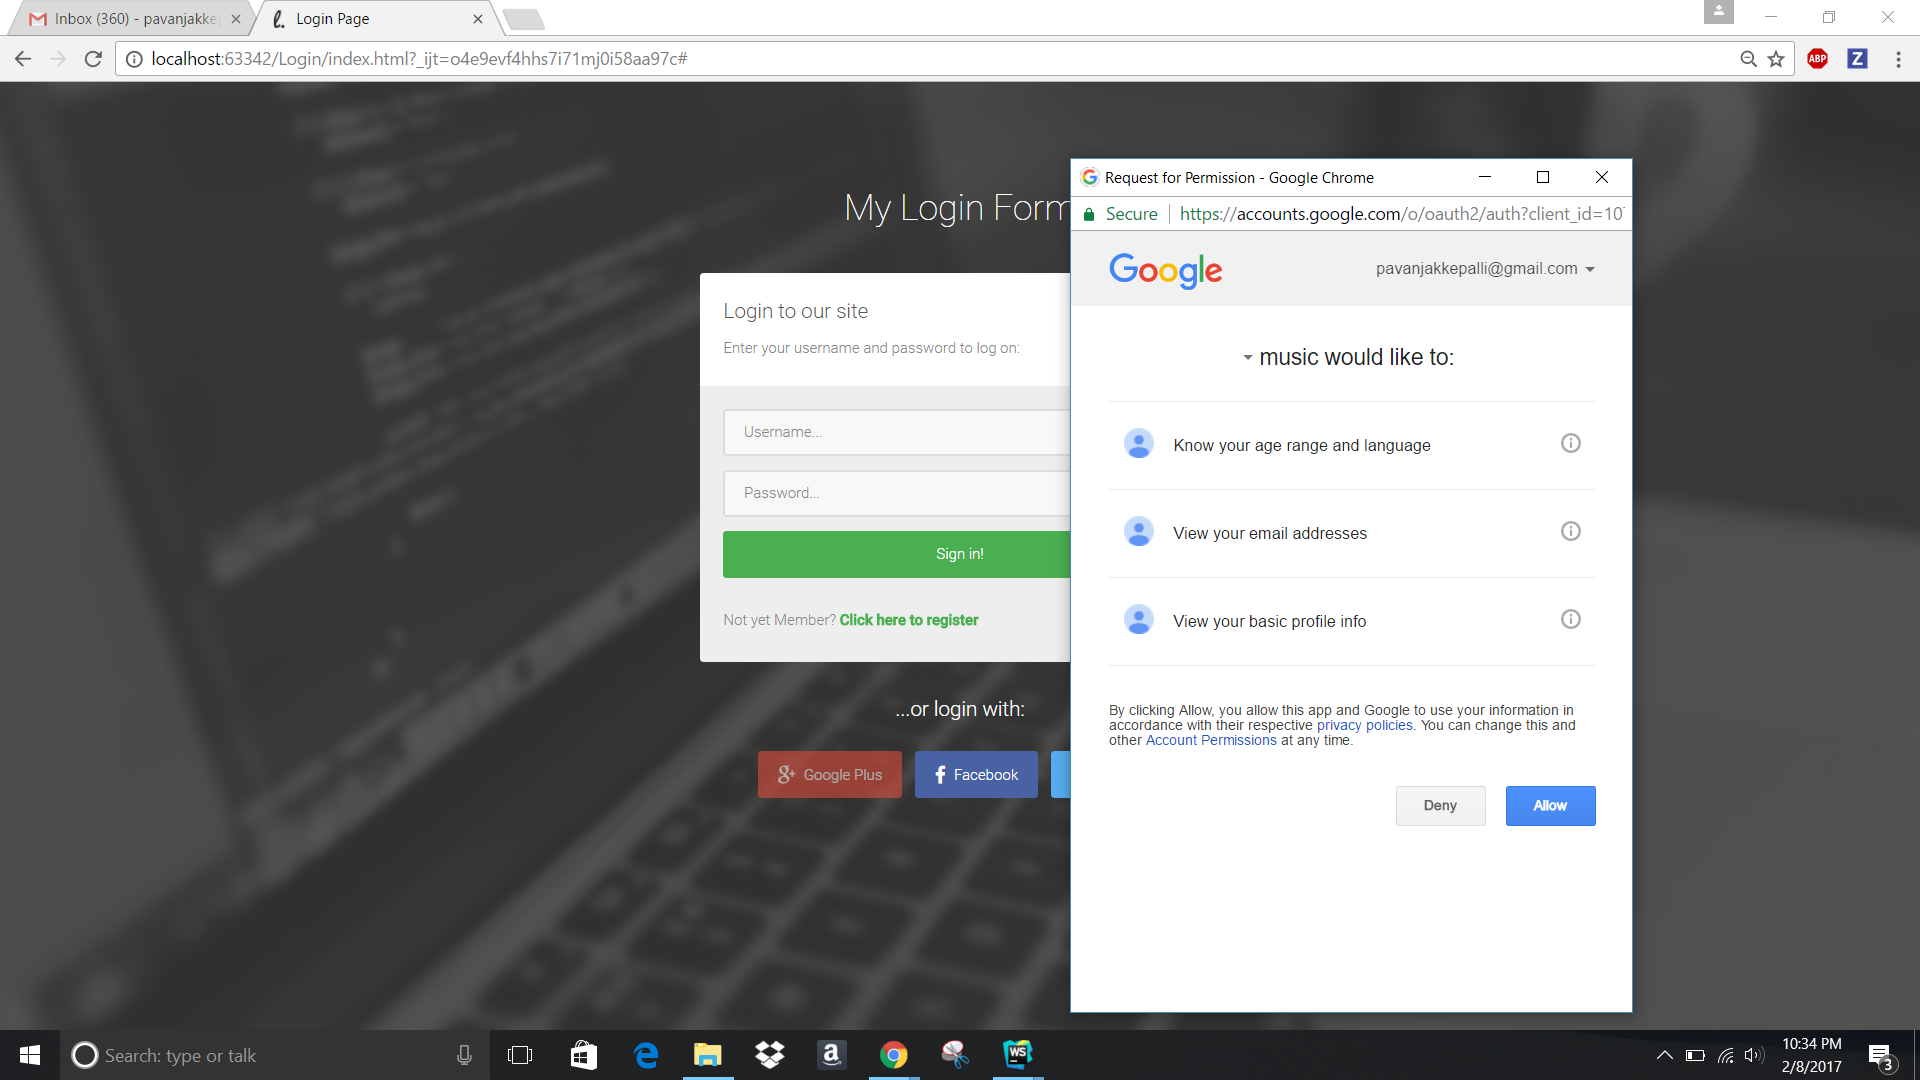 Inbox (360) - pavanjakke
Login Page
localhost:63342/Login/index.html?_ijt=o4e9evf4hhs7i71mj0i58aa97c#
ABP
Z
My Login Form
Login to our site
Enter your username and password to log on:
Username...
Password...
Sign in!
Not yet Member? Click here to register
...or login with:
g+ Google Plus
f Facebook
Request for Permission - Google Chrome
Secure
https://accounts.google.com/o/oauth2/auth?client_id=10
Google
pavanjakkepalli@gmail.com
music would like to:
Know your age range and language
View your email addresses
View your basic profile info
By clicking Allow, you allow this app and Google to use your information in
accordance with their respective privacy policies. You can change this and
other Account Permissions at any time.
Deny
Allow
Search: type or talk
a
WS
10:34 PM
2/8/2017
3